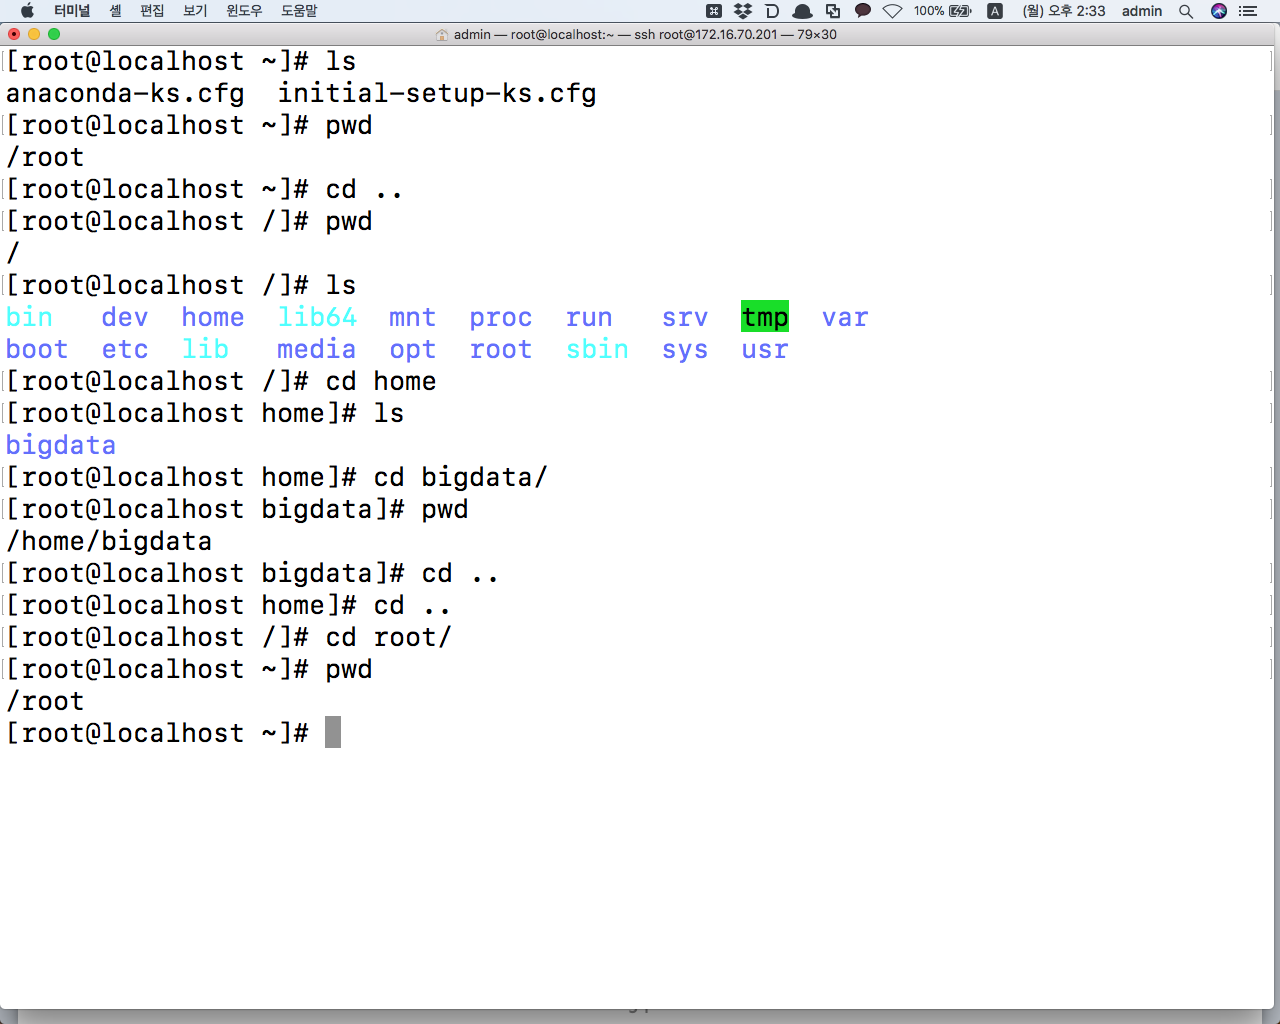 터미널 셸 편집 보기 윈도우 도움말 100% A (월) 오후 2:33 admin
admin — root@localhost:~ — ssh root@172.16.70.201 — 79×30
[root@localhost ~]# ls
anaconda-ks.cfg  initial-setup-ks.cfg
[root@localhost ~]# pwd
/root
[root@localhost ~]# cd ..
[root@localhost /]# pwd
/
[root@localhost /]# ls
bin   dev  home  lib64  mnt  proc  run   srv  tmp  var
boot  etc  lib   media  opt  root  sbin  sys  usr
[root@localhost /]# cd home
[root@localhost home]# ls
bigdata
[root@localhost home]# cd bigdata/
[root@localhost bigdata]# pwd
/home/bigdata
[root@localhost bigdata]# cd ..
[root@localhost home]# cd ..
[root@localhost /]# cd root/
[root@localhost ~]# pwd
/root
[root@localhost ~]#